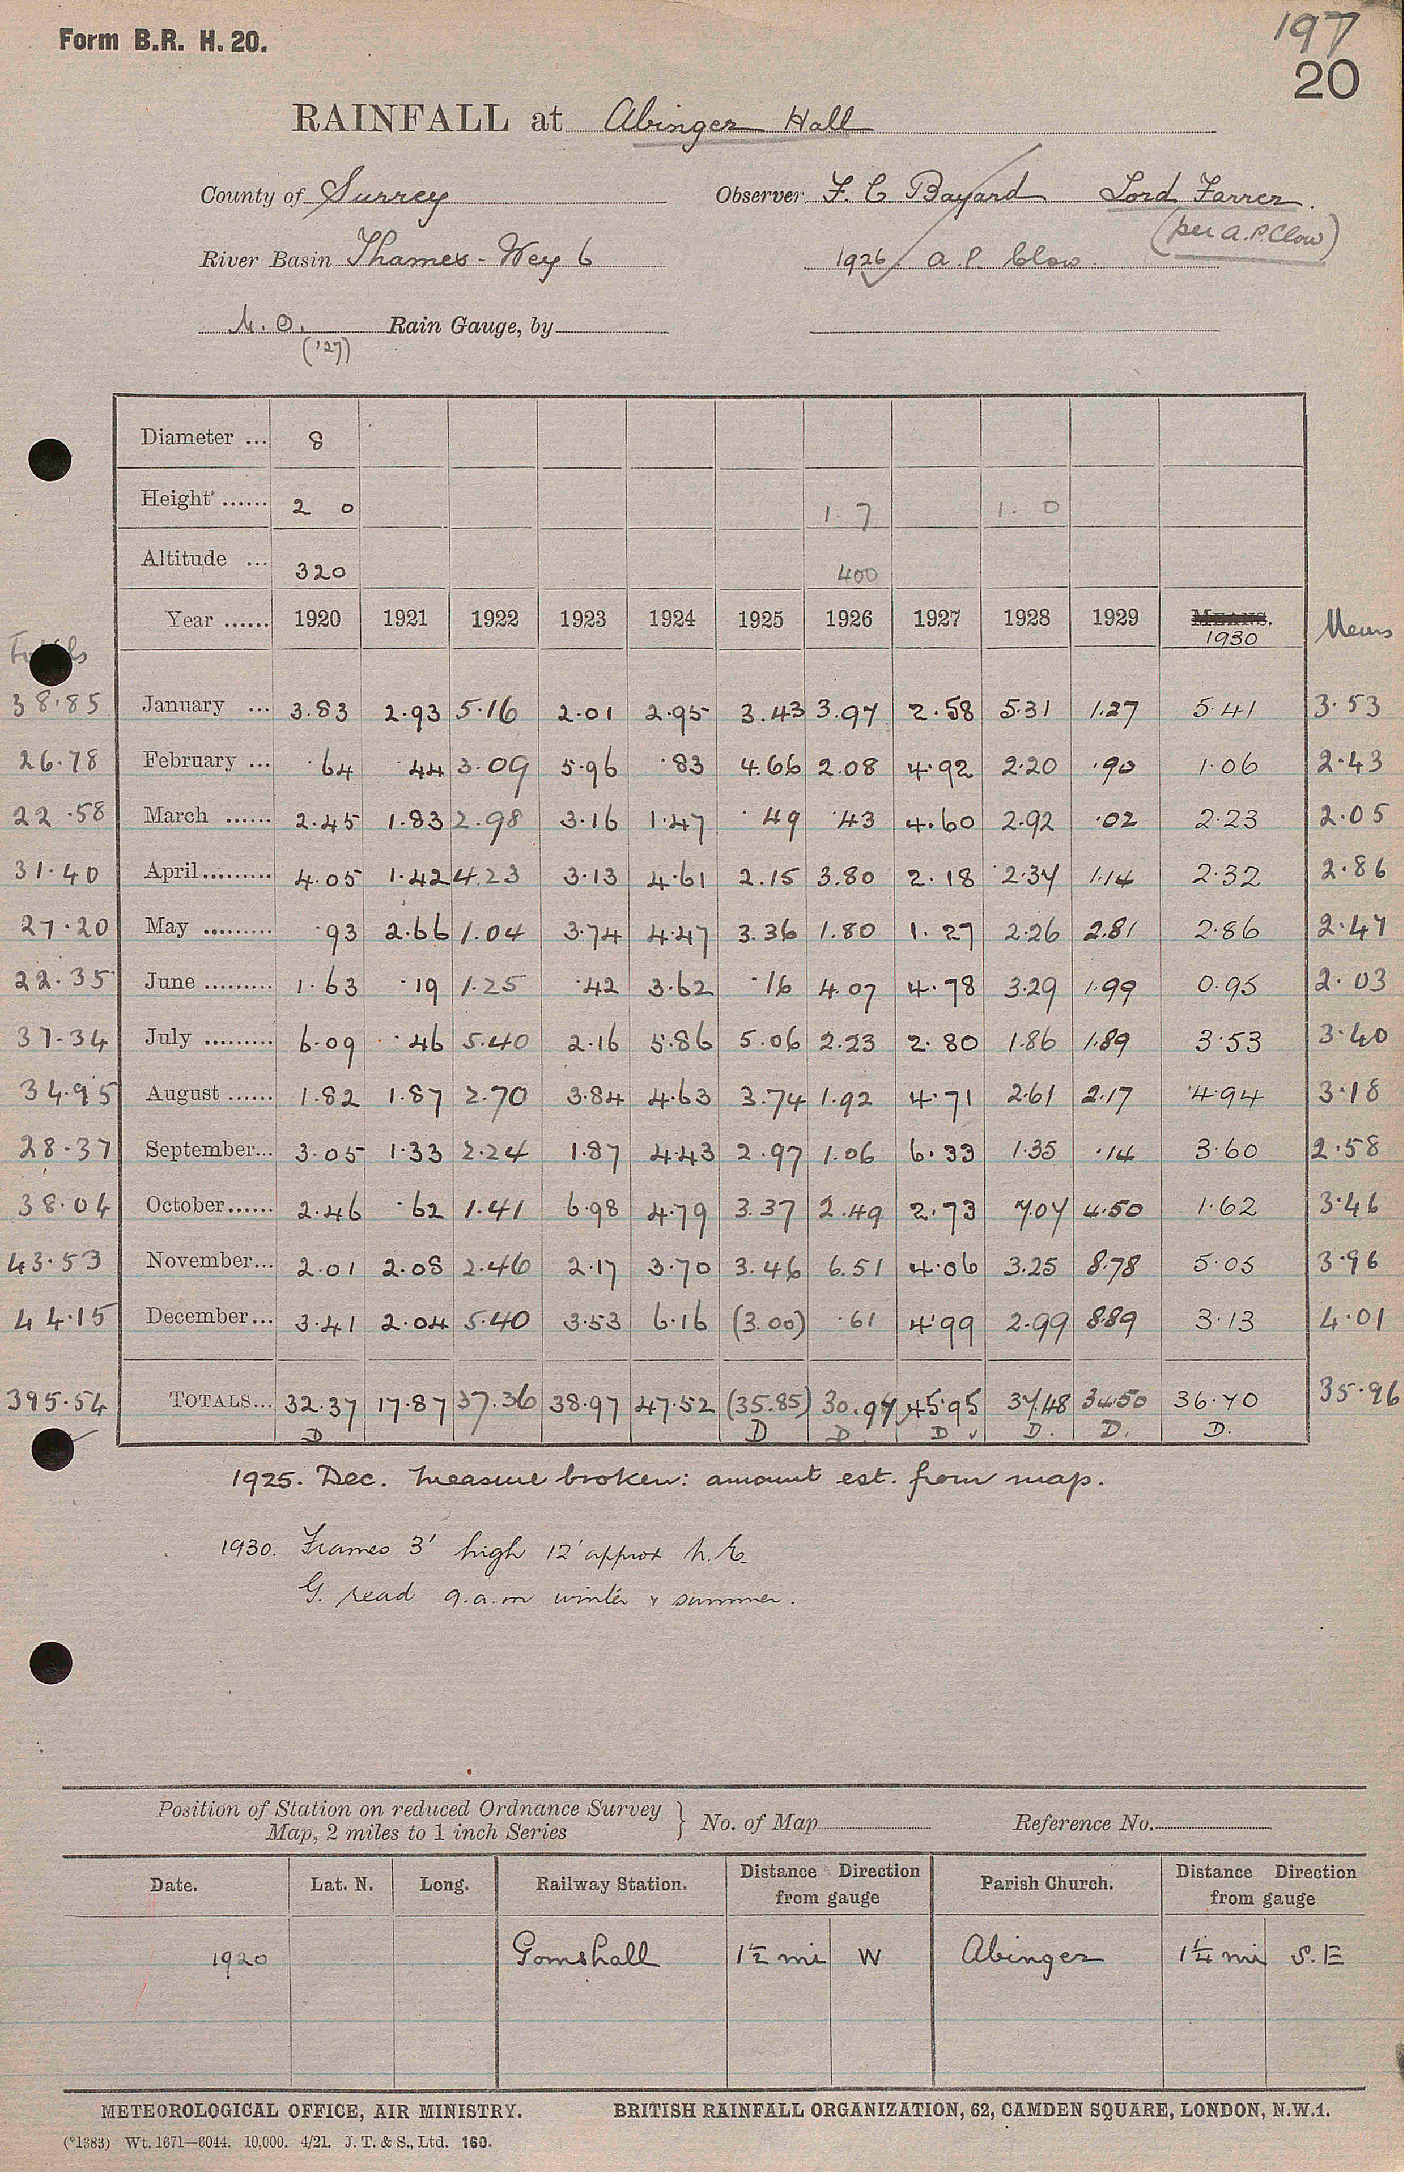 197
Form B.R. H. 20.
20
RAINFALL at Abinger Hall
County of Surrey Observer F. C Bayard Lord Farrer.
(per A.P. Clow)
River Basin Thames - Wey 6 1926 A. P. Clow.
M.O. Rain Gauge, by
('27)
Diameter ... 8
Height ...... 2 0 1. 7 1. 0
Altitude ... 320 400
Totals Year ...... 1920 1921 1922 1923 1924 1925 1926 1927 1928 1929 MEANS. 1930 Means
38.85 January ... 3.83 2.93 5.16 2.01 2.95 3.43 3.97 2.58 5.31 1.27 5.41 3.53
26.78 February ... .64 .44 3.09 5.96 .83 4.66 2.08 4.92 2.20 .90 1.06 2.43
22.58 March ...... 2.45 1.83 2.98 3.16 1.47 .49 .43 4.60 2.92 .02 2.23 2.05
31.40 April ......... 4.05 1.42 4.23 3.13 4.61 2.15 3.80 2.18 2.37 1.14 2.32 2.86
27.20 May ......... .93 2.66 1.04 3.74 4.47 3.36 1.80 1.27 2.26 2.81 2.86 2.47
22.35 June ......... 1.63 .19 1.25 .42 3.62 .16 4.07 4.78 3.29 1.99 0.95 2.03
37.34 July ......... 6.09 .46 5.40 2.16 5.86 5.06 2.23 2.80 1.86 1.89 3.53 3.40
34.95 August ...... 1.82 1.87 2.70 3.84 4.63 3.74 1.92 4.71 2.61 2.17 4.94 3.18
28.37 September... 3.05 1.33 2.24 1.87 4.43 2.97 1.06 6.33 1.35 .14 3.60 2.58
38.04 October...... 2.46 .62 1.41 6.98 4.79 3.37 2.49 2.73 7.07 4.50 1.62 3.46
43.53 November... 2.01 2.08 2.46 2.17 3.70 3.46 6.51 4.06 3.25 8.78 5.05 3.96
44.15 December... 3.41 2.04 5.40 3.53 6.16 (3.00) .61 4.99 2.99 8.89 3.13 4.01
395.54 TOTALS... 32.37 17.87 37.36 38.97 47.52 (35.85) 30.97 45.95 37.48 34.50 36.70 35.96
D D D. D D. D. D.
1925. Dec. Measure broken: amount est. from map.
1930. Frames 3' high 12' approx N.E.
G. read 9.a.m winter & summer.
Position of Station on reduced Ordnance Survey Map, 2 miles to 1 inch Series } No. of Map Reference No.
Date. Lat. N. Long. Railway Station. Distance Direction from gauge Parish Church. Distance Direction from gauge
1920 Gomshall 1½ mi W Abinger 1¼ mi S.E
METEOROLOGICAL OFFICE, AIR MINISTRY. BRITISH RAINFALL ORGANIZATION, 62, CAMDEN SQUARE, LONDON, N.W.1.
(*1383) Wt. 1671—6044. 10,000. 4/21. J. T. & S., Ltd. 160.